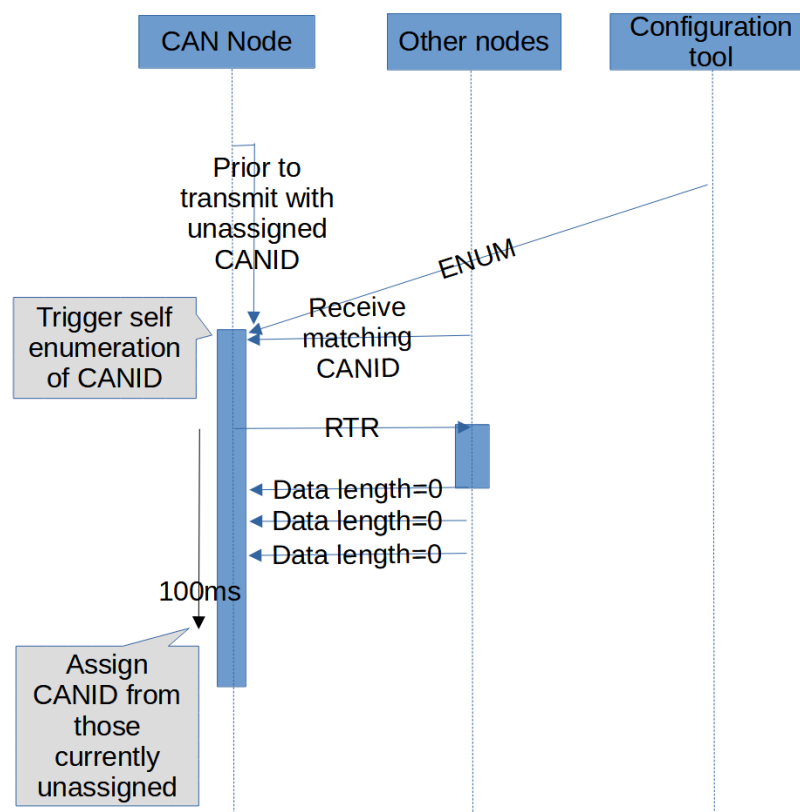 CAN Node
Other nodes
Configuration
tool
Prior to
transmit with
unassigned
CANID
ENUM
Trigger self
enumeration
of CANID
Receive
matching
CANID
RTR
Data length=0
Data length=0
Data length=0
100ms
Assign
CANID from
those
currently
unassigned